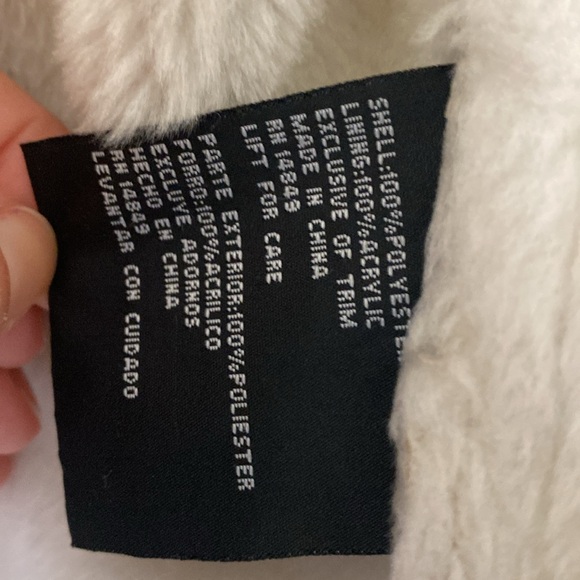 SHELL:100%POLYESTER
LINING:100%ACRYLIC
EXCLUSIVE OF TRIM
MADE IN CHINA
RN 14849
LIFT FOR CARE
PARTE EXTERIOR:100%POLIESTER
FORRO:100%ACRILICO
EXCLUYE ADORNOS
HECHO EN CHINA
RN 14849
LEVANTAR CON CUIDADO